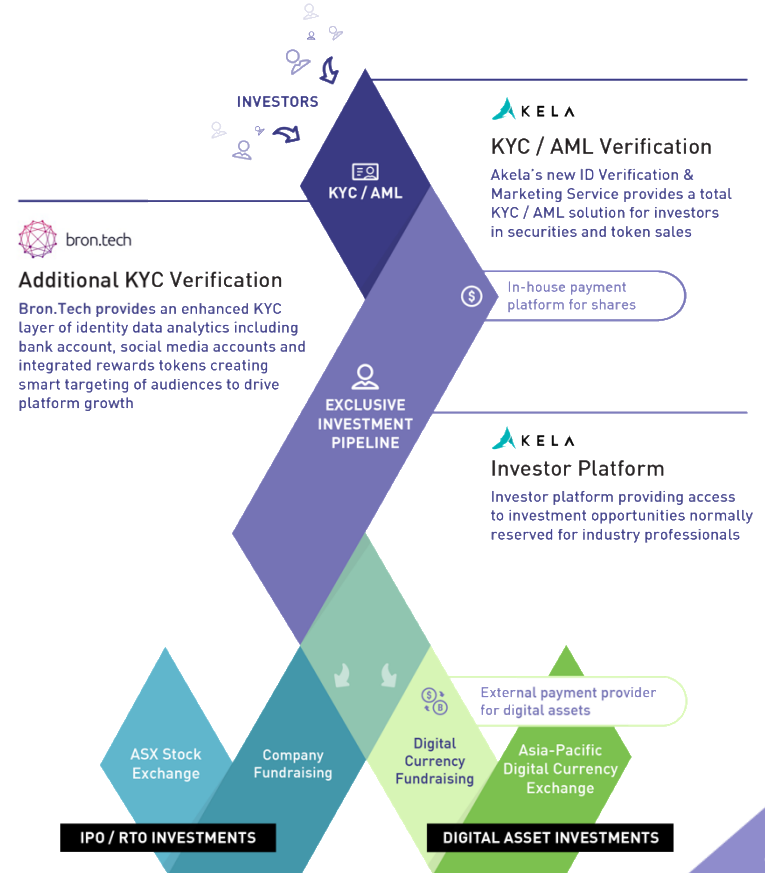 INVESTORS
KYC / AML
AKELA
KYC / AML Verification
Akela's new ID Verification &
Marketing Service provides a total
KYC / AML solution for investors
in securities and token sales
bron.tech
Additional KYC Verification
Bron.Tech provides an enhanced KYC
layer of identity data analytics including
bank account, social media accounts and
integrated rewards tokens creating
smart targeting of audiences to drive
platform growth
$
In-house payment
platform for shares
EXCLUSIVE
INVESTMENT
PIPELINE
AKELA
Investor Platform
Investor platform providing access
to investment opportunities normally
reserved for industry professionals
$
B
External payment provider
for digital assets
ASX Stock
Exchange
Company
Fundraising
Digital
Currency
Fundraising
Asia-Pacific
Digital Currency
Exchange
IPO / RTO INVESTMENTS
DIGITAL ASSET INVESTMENTS